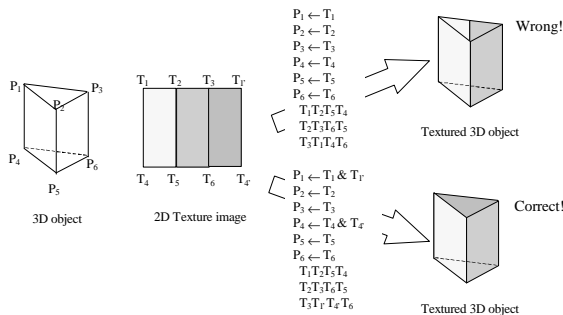 P₁
P₃
P₂
P₄
P₆
P₅
3D object
T₁ T₂ T₃ T₁'
T₄ T₅ T₆ T₄'
2D Texture image
P₁ ← T₁
P₂ ← T₂
P₃ ← T₃
P₄ ← T₄
P₅ ← T₅
P₆ ← T₆
T₁T₂T₅T₄
T₂T₃T₆T₅
T₃T₁T₄T₆
Wrong!
Textured 3D object
P₁ ← T₁ & T₁'
P₂ ← T₂
P₃ ← T₃
P₄ ← T₄ & T₄'
P₅ ← T₅
P₆ ← T₆
T₁T₂T₅T₄
T₂T₃T₆T₅
T₃T₁' T₄' T₆
Correct!
Textured 3D object